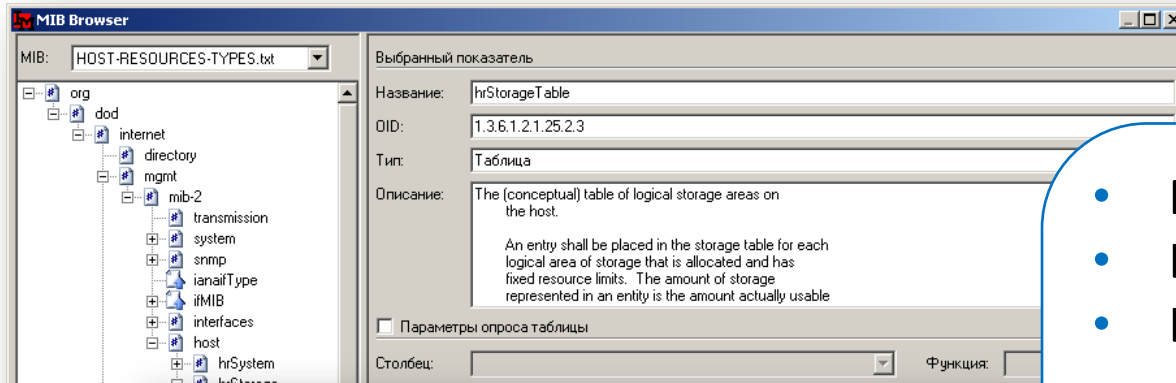 MIB Browser
MIB: HOST-RESOURCES-TYPES.txt
org
dod
internet
directory
mgmt
mib-2
transmission
system
snmp
ianaifType
ifMIB
interfaces
host
hrSystem
hrStorage
Выбранный показатель
Название: hrStorageTable
OID: 1.3.6.1.2.1.25.2.3
Тип: Таблица
Описание: The (conceptual) table of logical storage areas on
the host.
An entry shall be placed in the storage table for each
logical area of storage that is allocated and has
fixed resource limits. The amount of storage
represented in an entity is the amount actually usable
Параметры опроса таблицы
Столбец: Функция: